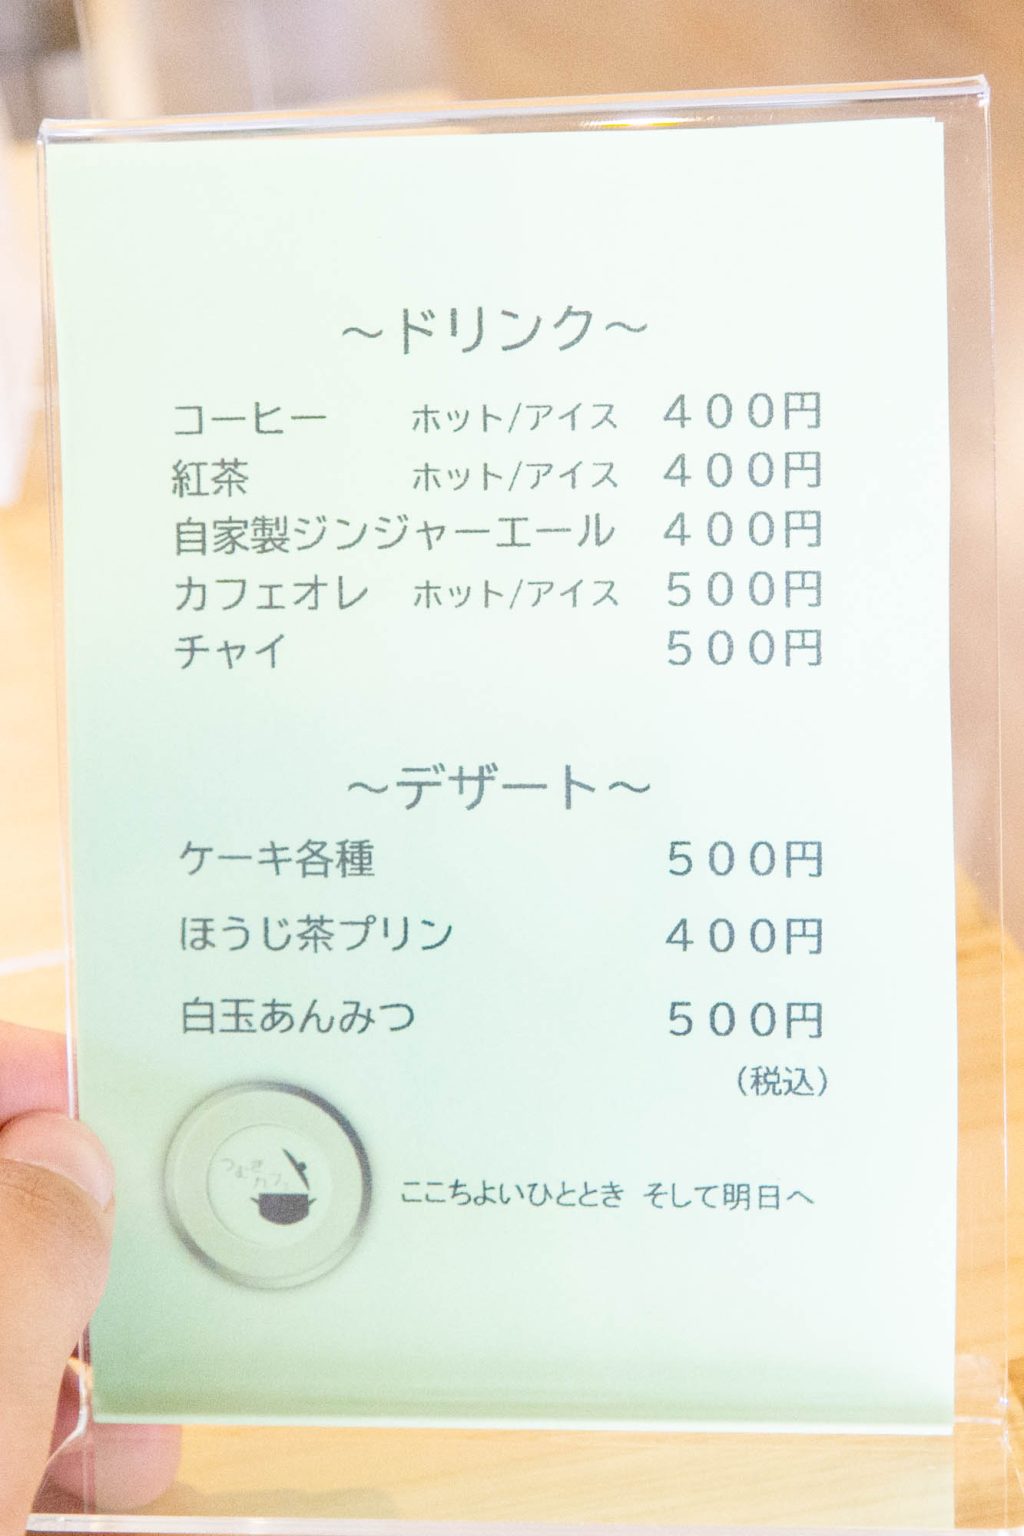 ～ドリンク～
コーヒー ホット/アイス ４００円
紅茶 ホット/アイス ４００円
自家製ジンジャーエール ４００円
カフェオレ ホット/アイス ５００円
チャイ ５００円
～デザート～
ケーキ各種 ５００円
ほうじ茶プリン ４００円
白玉あんみつ ５００円
（税込）
つむぎ
カフェ
ここちよいひととき そして明日へ